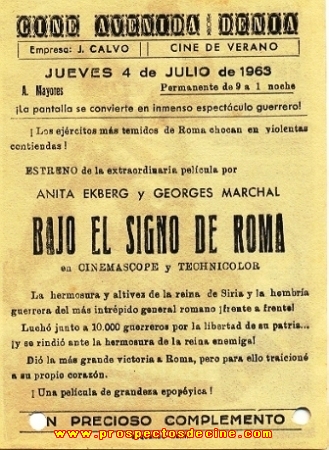 CINE AVENIDA DENIA
Empresa: J. CALVO
CINE DE VERANO
JUEVES 4 de JULIO de 1963
A. Mayores
Permanente de 9 a 1 noche
¡La pantalla se convierte en inmenso espectáculo guerrero!
¡Los ejércitos más temidos de Roma chocan en violentas
contiendas!
ESTRENO de la extraordinaria película por
ANITA EKBERG y GEORGES MARCHAL
BAJO EL SIGNO DE ROMA
en CINEMASCOPE y TECHNICOLOR
La hermosura y altivez de la reina de Siria y la hombría
guerrera del más intrépido general romano ¡frente a frente!
Luchó junto a 10.000 guerreros por la libertad de su patria...
¡y se rindió ante la hermosura de la reina enemiga!
Dió la más grande victoria a Roma, pero para ello traicionó
a su propio corazón.
¡Una película de grandeza epopéyica!
N PRECIOSO COMPLEMENTO
www.prospectosdecine.com